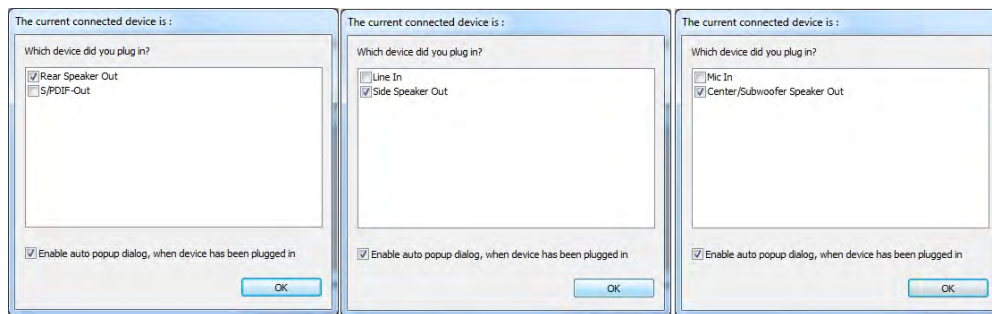 The current connected device is :
Which device did you plug in?
Rear Speaker Out
S/PDIF-Out
Enable auto popup dialog, when device has been plugged in
OK
The current connected device is :
Which device did you plug in?
Line In
Side Speaker Out
Enable auto popup dialog, when device has been plugged in
OK
The current connected device is :
Which device did you plug in?
Mic In
Center/Subwoofer Speaker Out
Enable auto popup dialog, when device has been plugged in
OK